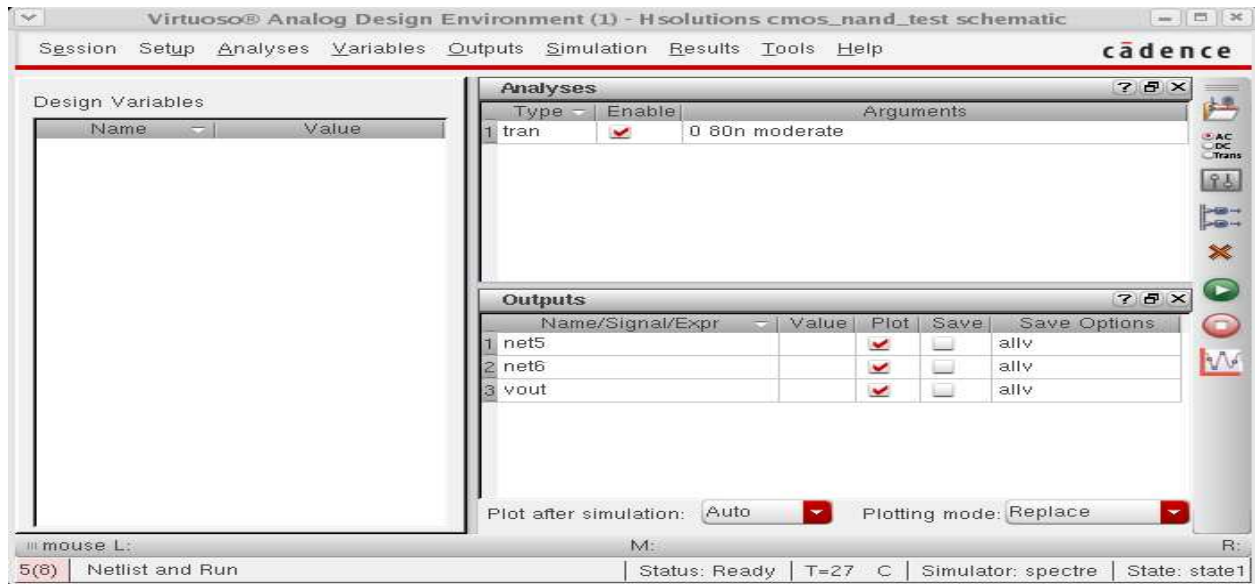 Virtuoso® Analog Design Environment (1) - Hsolutions cmos_nand_test schematic
Session Setup Analyses Variables Outputs Simulation Results Tools Help cādence
Design Variables
Name Value
Analyses
Type Enable Arguments
1 tran 0 80n moderate
AC
DC
Trans
Outputs
Name/Signal/Expr Value Plot Save Save Options
1 net5 allv
2 net6 allv
3 vout allv
Plot after simulation: Auto Plotting mode: Replace
mouse L: M: R:
5(8) Netlist and Run Status: Ready T=27 C Simulator: spectre State: state1